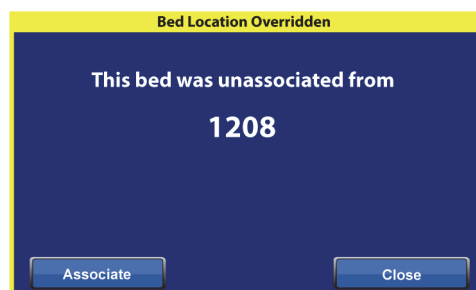 Bed Location Overridden
This bed was unassociated from
1208
Associate
Close